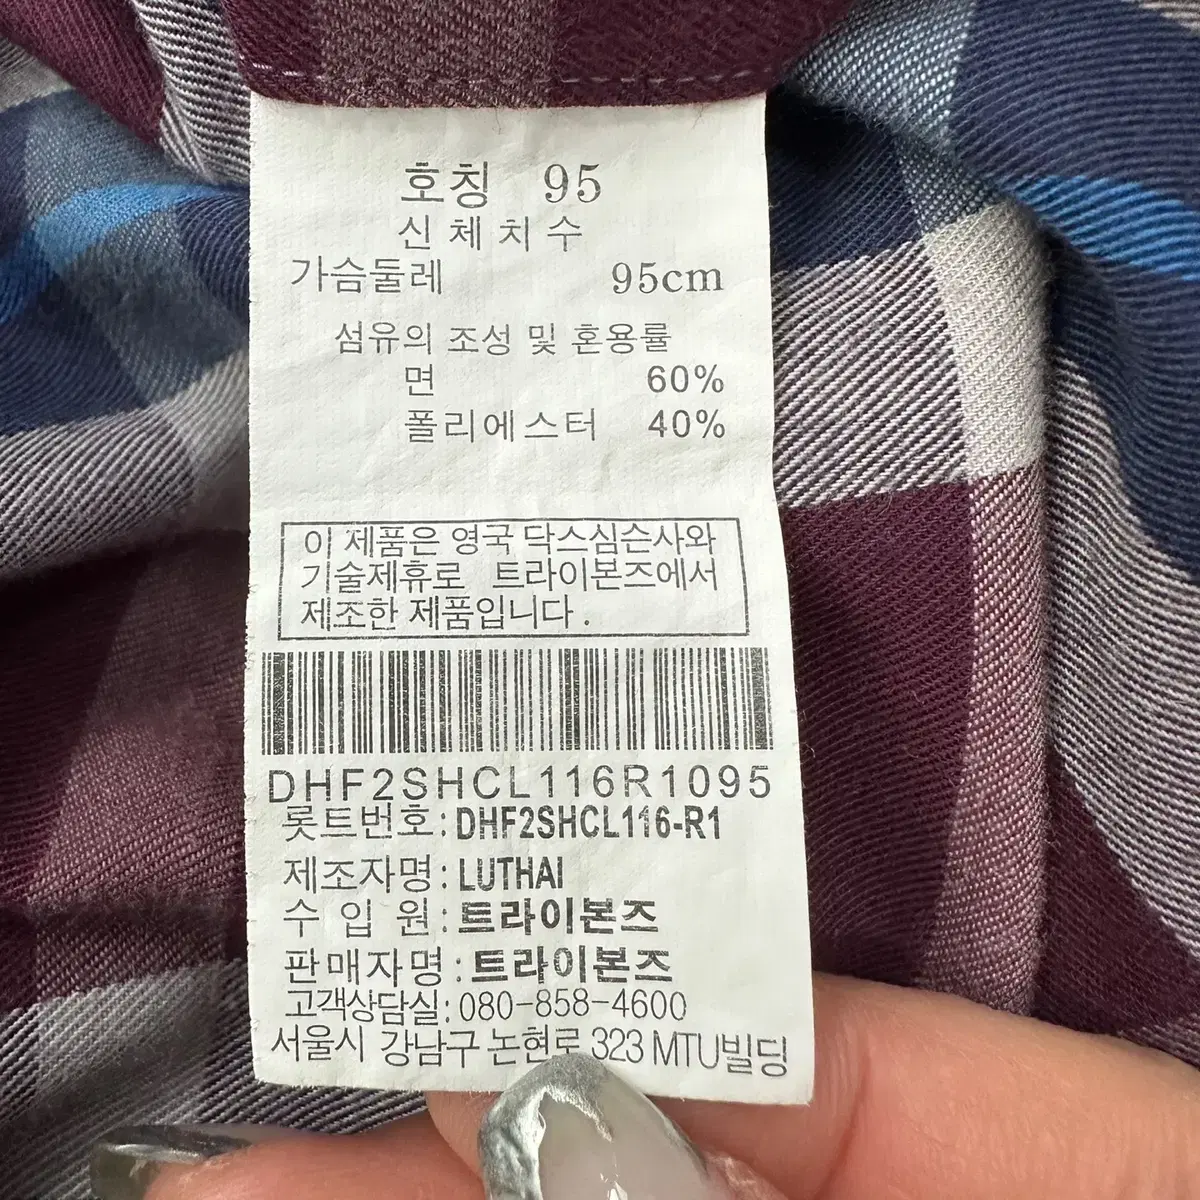 호칭 95
신체치수
가슴둘레 95cm
섬유의 조성 및 혼용률
면 60%
폴리에스터 40%
이 제품은 영국 닥스심슨사와
기술제휴로 트라이본즈에서
제조한 제품입니다.
DHF2SHCL116R1095
롯트번호: DHF2SHCL116-R1
제조자명: LUTHAI
수 입 원: 트라이본즈
판매자명: 트라이본즈
고객상담실: 080-858-4600
서울시 강남구 논현로 323 MTU빌딩